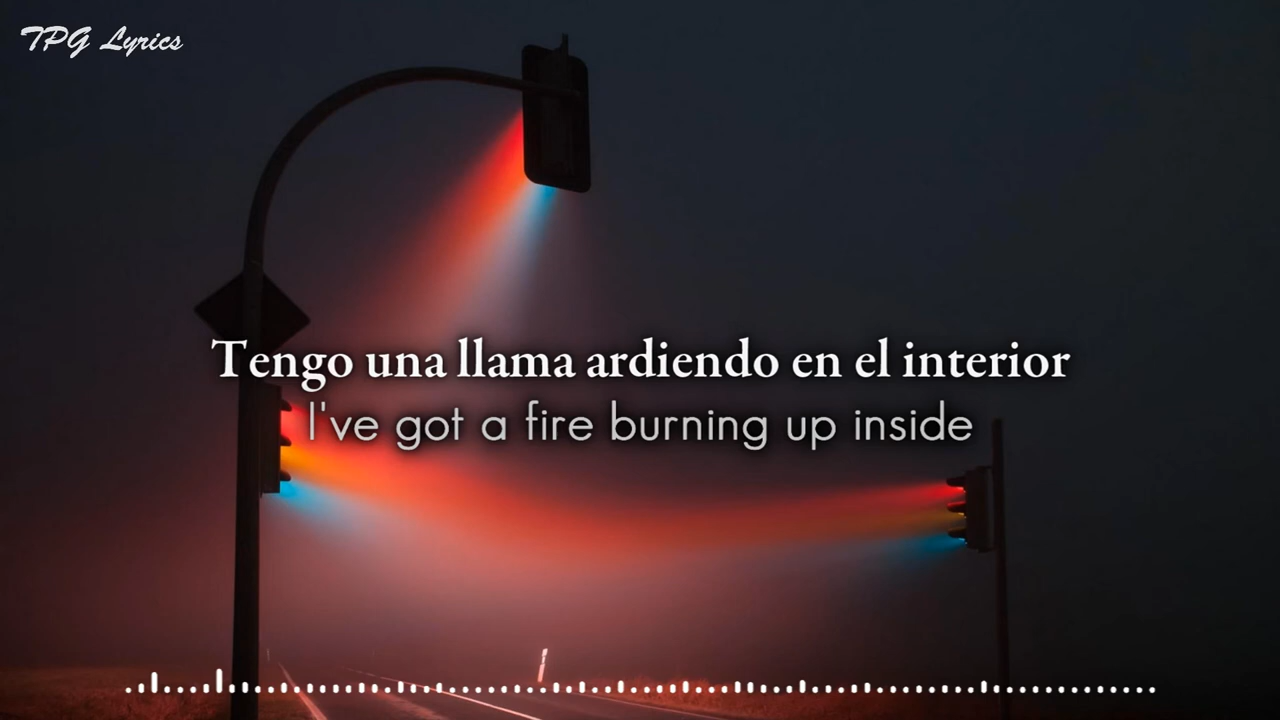 TPG Lyrics
Tengo una llama ardiendo en el interior
I've got a fire burning up inside